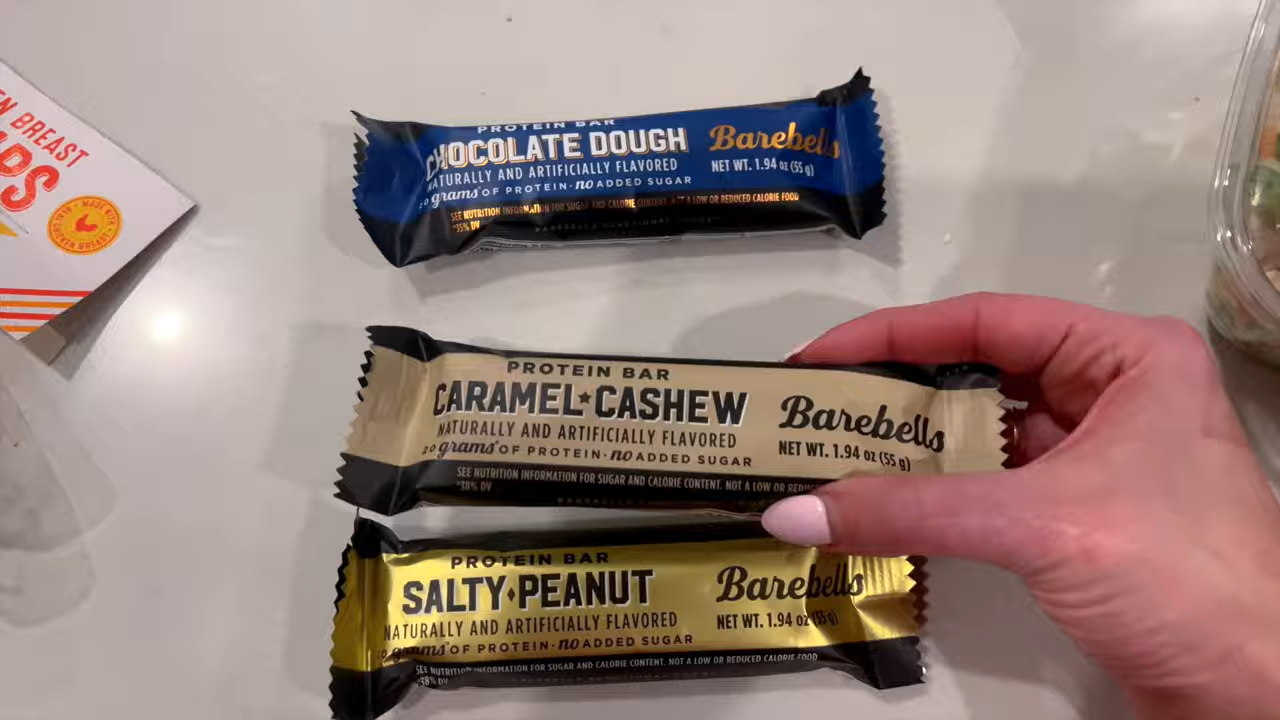 BREAST
MADE WITH
CHICKEN BREAST
PROTEIN BAR
CHOCOLATE DOUGH
NATURALLY AND ARTIFICIALLY FLAVORED
grams* OF PROTEIN · no ADDED SUGAR
SEE NUTRITION INFORMATION FOR SUGAR AND CALORIE CONTENT. NOT A LOW OR REDUCED CALORIE FOOD
*35% DV
Barebells
NET WT. 1.94 oz (55 g)
PROTEIN BAR
CARAMEL CASHEW
NATURALLY AND ARTIFICIALLY FLAVORED
20 grams* OF PROTEIN · no ADDED SUGAR
SEE NUTRITION INFORMATION FOR SUGAR AND CALORIE CONTENT. NOT A LOW OR
*38% DV
Barebells
NET WT. 1.94 oz (55 g)
PROTEIN BAR
SALTY PEANUT
NATURALLY AND ARTIFICIALLY FLAVORED
grams* OF PROTEIN · no ADDED SUGAR
SEE NUTRITION INFORMATION FOR SUGAR AND CALORIE CONTENT. NOT A LOW OR REDUCED CALORIE FOOD
*38% DV
Barebells
NET WT. 1.94 oz (55 g)